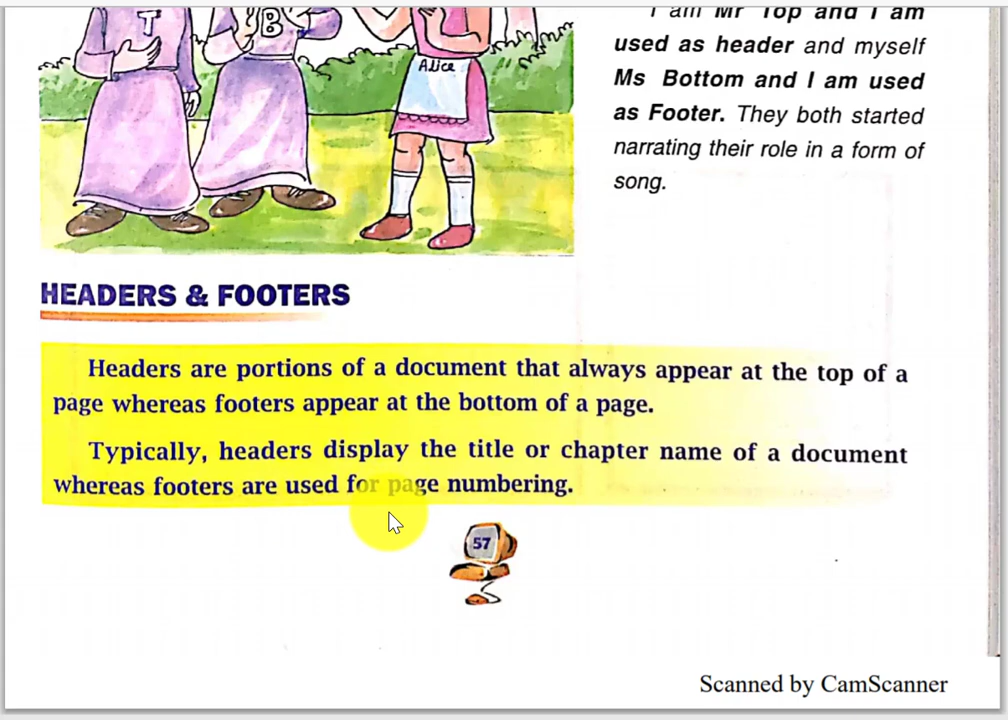 T
B
Alice
I am Mr Top and I am
used as header and myself
Ms Bottom and I am used
as Footer. They both started
narrating their role in a form of
song.
HEADERS & FOOTERS
Headers are portions of a document that always appear at the top of a
page whereas footers appear at the bottom of a page.
Typically, headers display the title or chapter name of a document
whereas footers are used for page numbering.
57
Scanned by CamScanner